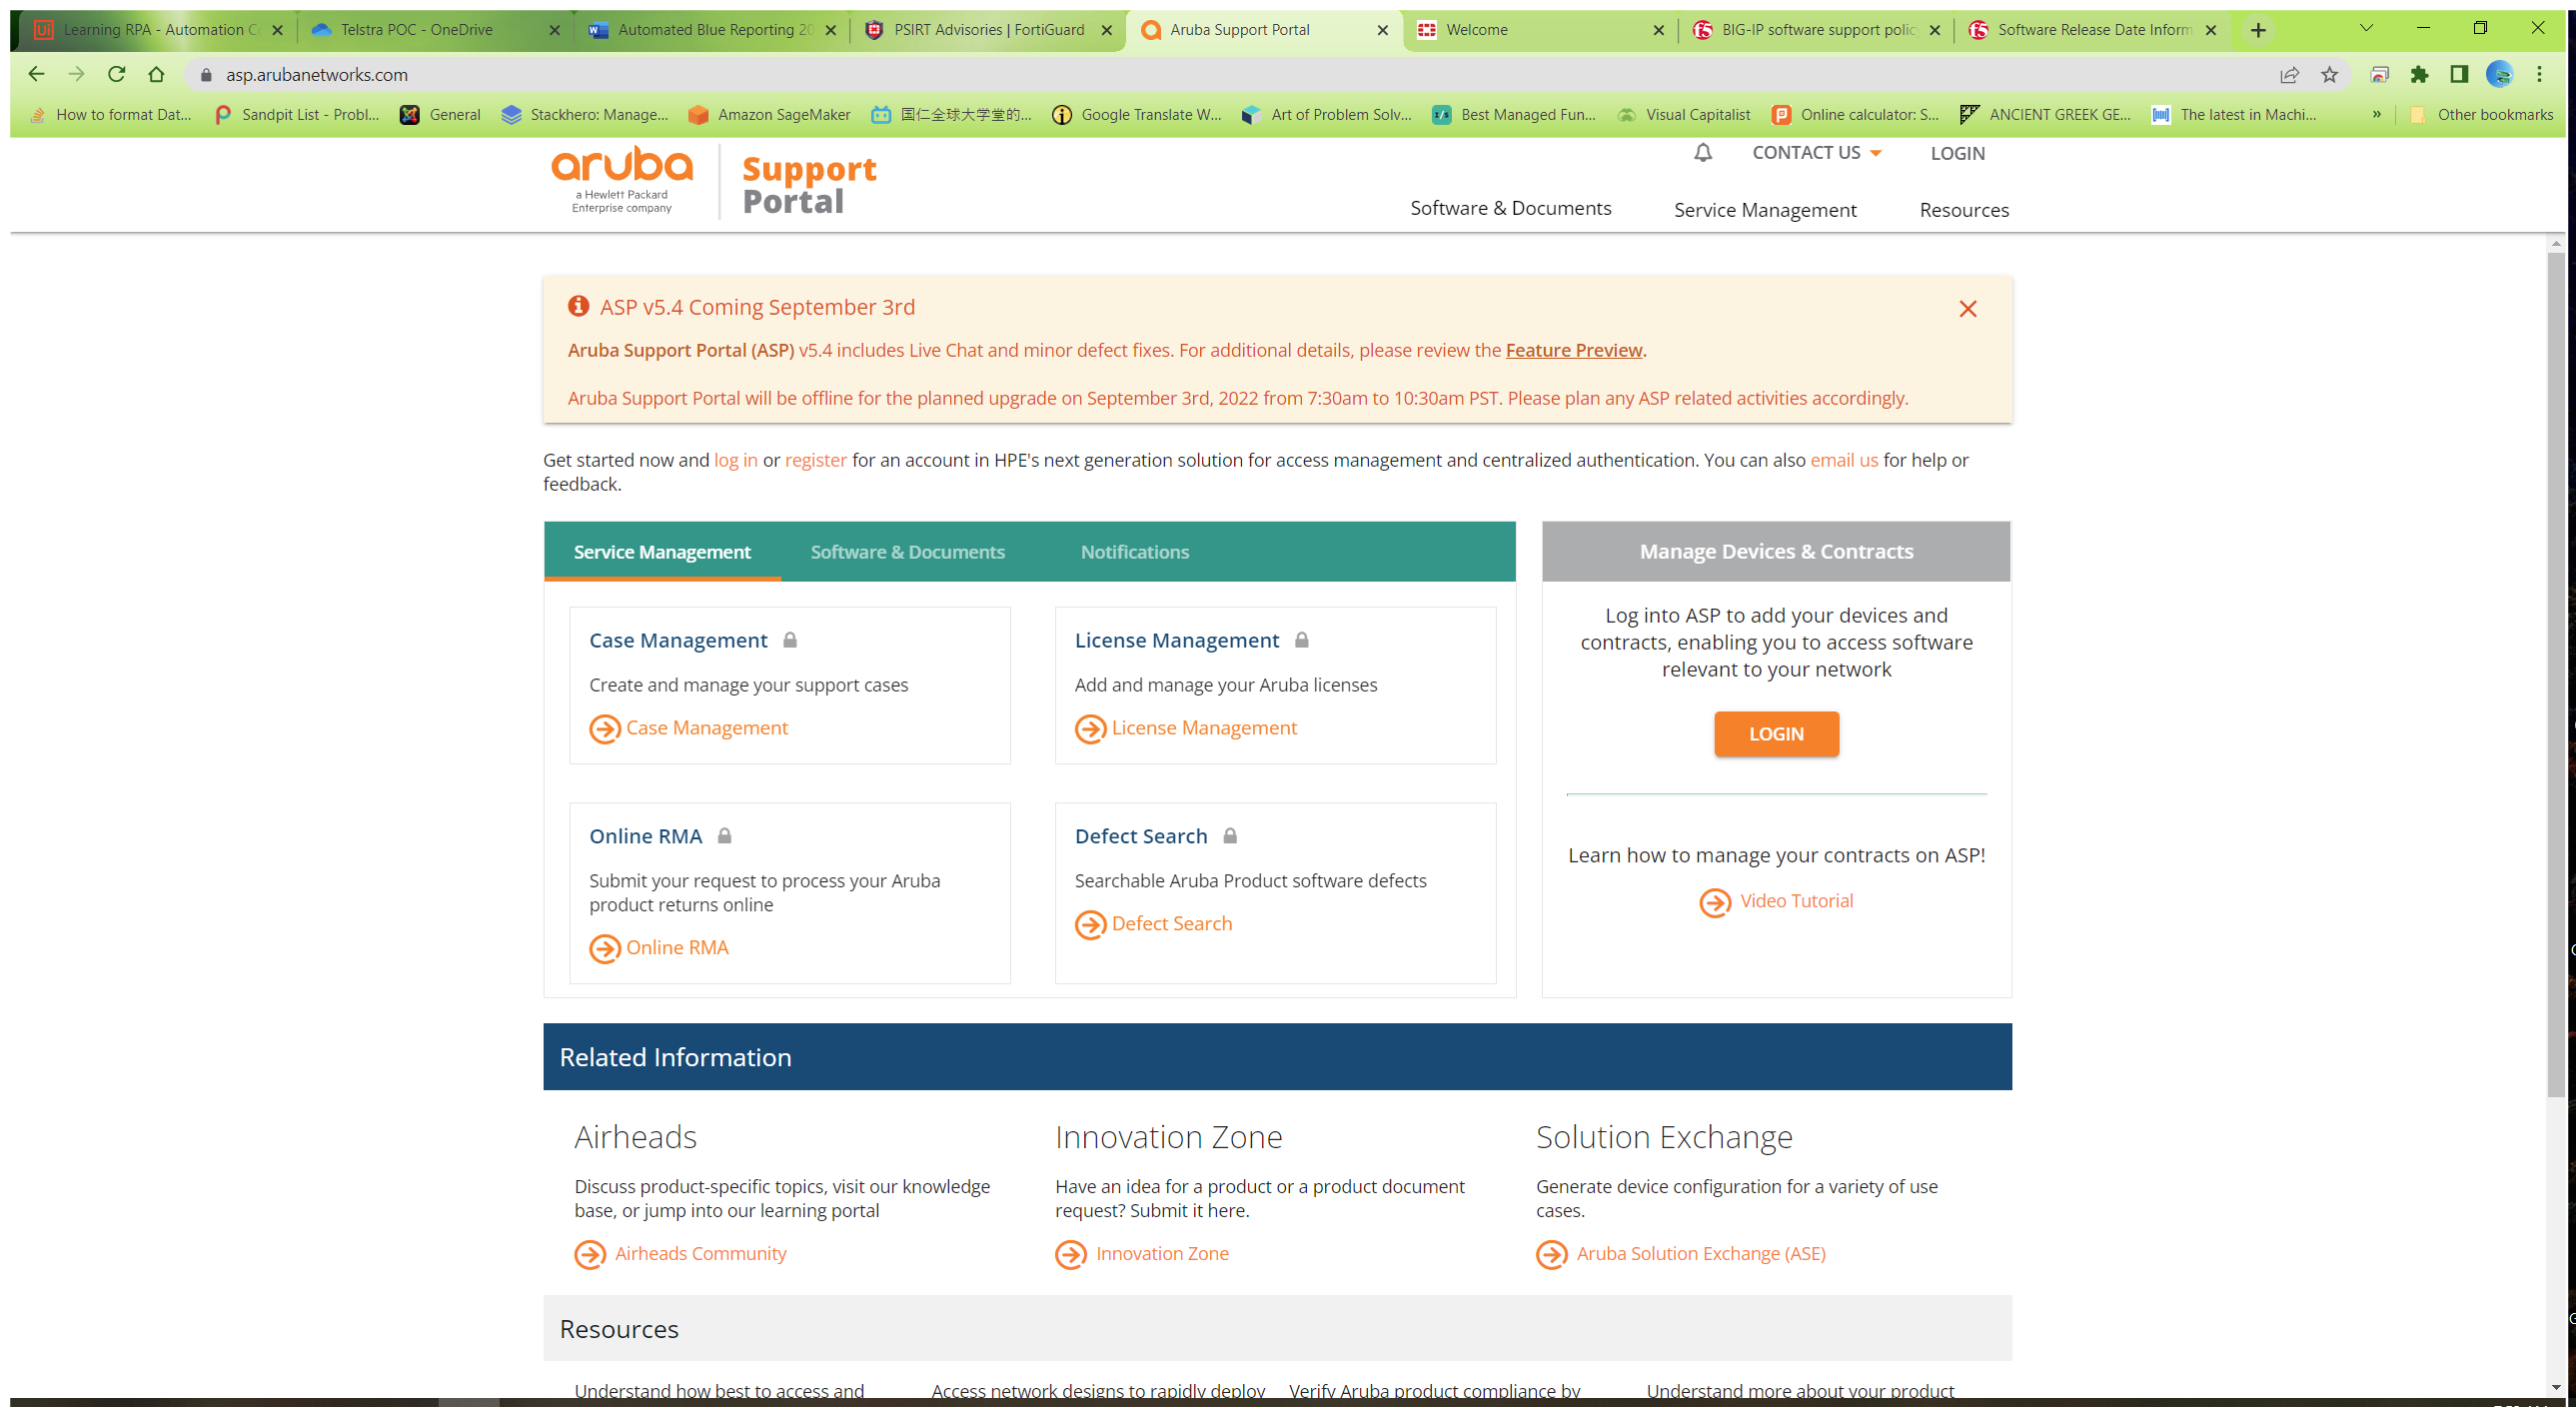 Learning RPA - Automation C
Telstra POC - OneDrive
Automated Blue Reporting 20
PSIRT Advisories | FortiGuard
Aruba Support Portal
Welcome
BIG-IP software support polic
Software Release Date Inform
asp.arubanetworks.com
How to format Dat...
Sandpit List - Probl...
General
Stackhero: Manage...
Amazon SageMaker
国仁全球大学堂的...
Google Translate W...
Art of Problem Solv...
Best Managed Fun...
Visual Capitalist
Online calculator: S...
ANCIENT GREEK GE...
The latest in Machi...
»
Other bookmarks
aruba
a Hewlett Packard
Enterprise company
Support
Portal
CONTACT US
LOGIN
Software & Documents
Service Management
Resources
ASP v5.4 Coming September 3rd
Aruba Support Portal (ASP) v5.4 includes Live Chat and minor defect fixes. For additional details, please review the Feature Preview.
Aruba Support Portal will be offline for the planned upgrade on September 3rd, 2022 from 7:30am to 10:30am PST. Please plan any ASP related activities accordingly.
Get started now and log in or register for an account in HPE's next generation solution for access management and centralized authentication. You can also email us for help or
feedback.
Service Management
Software & Documents
Notifications
Case Management
Create and manage your support cases
Case Management
License Management
Add and manage your Aruba licenses
License Management
Online RMA
Submit your request to process your Aruba
product returns online
Online RMA
Defect Search
Searchable Aruba Product software defects
Defect Search
Manage Devices & Contracts
Log into ASP to add your devices and
contracts, enabling you to access software
relevant to your network
LOGIN
Learn how to manage your contracts on ASP!
Video Tutorial
Related Information
Airheads
Discuss product-specific topics, visit our knowledge
base, or jump into our learning portal
Airheads Community
Innovation Zone
Have an idea for a product or a product document
request? Submit it here.
Innovation Zone
Solution Exchange
Generate device configuration for a variety of use
cases.
Aruba Solution Exchange (ASE)
Resources
Understand how best to access and
Access network designs to rapidly deploy
Verify Aruba product compliance by
Understand more about your product